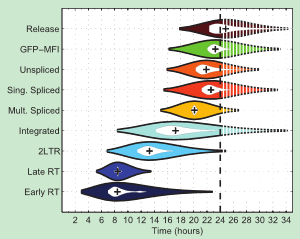 Release
GFP–MFI
Unspliced
Sing. Spliced
Mult. Spliced
Integrated
2LTR
Late RT
Early RT
2 4 6 8 10 12 14 16 18 20 22 24 26 28 30 32 34
Time (hours)